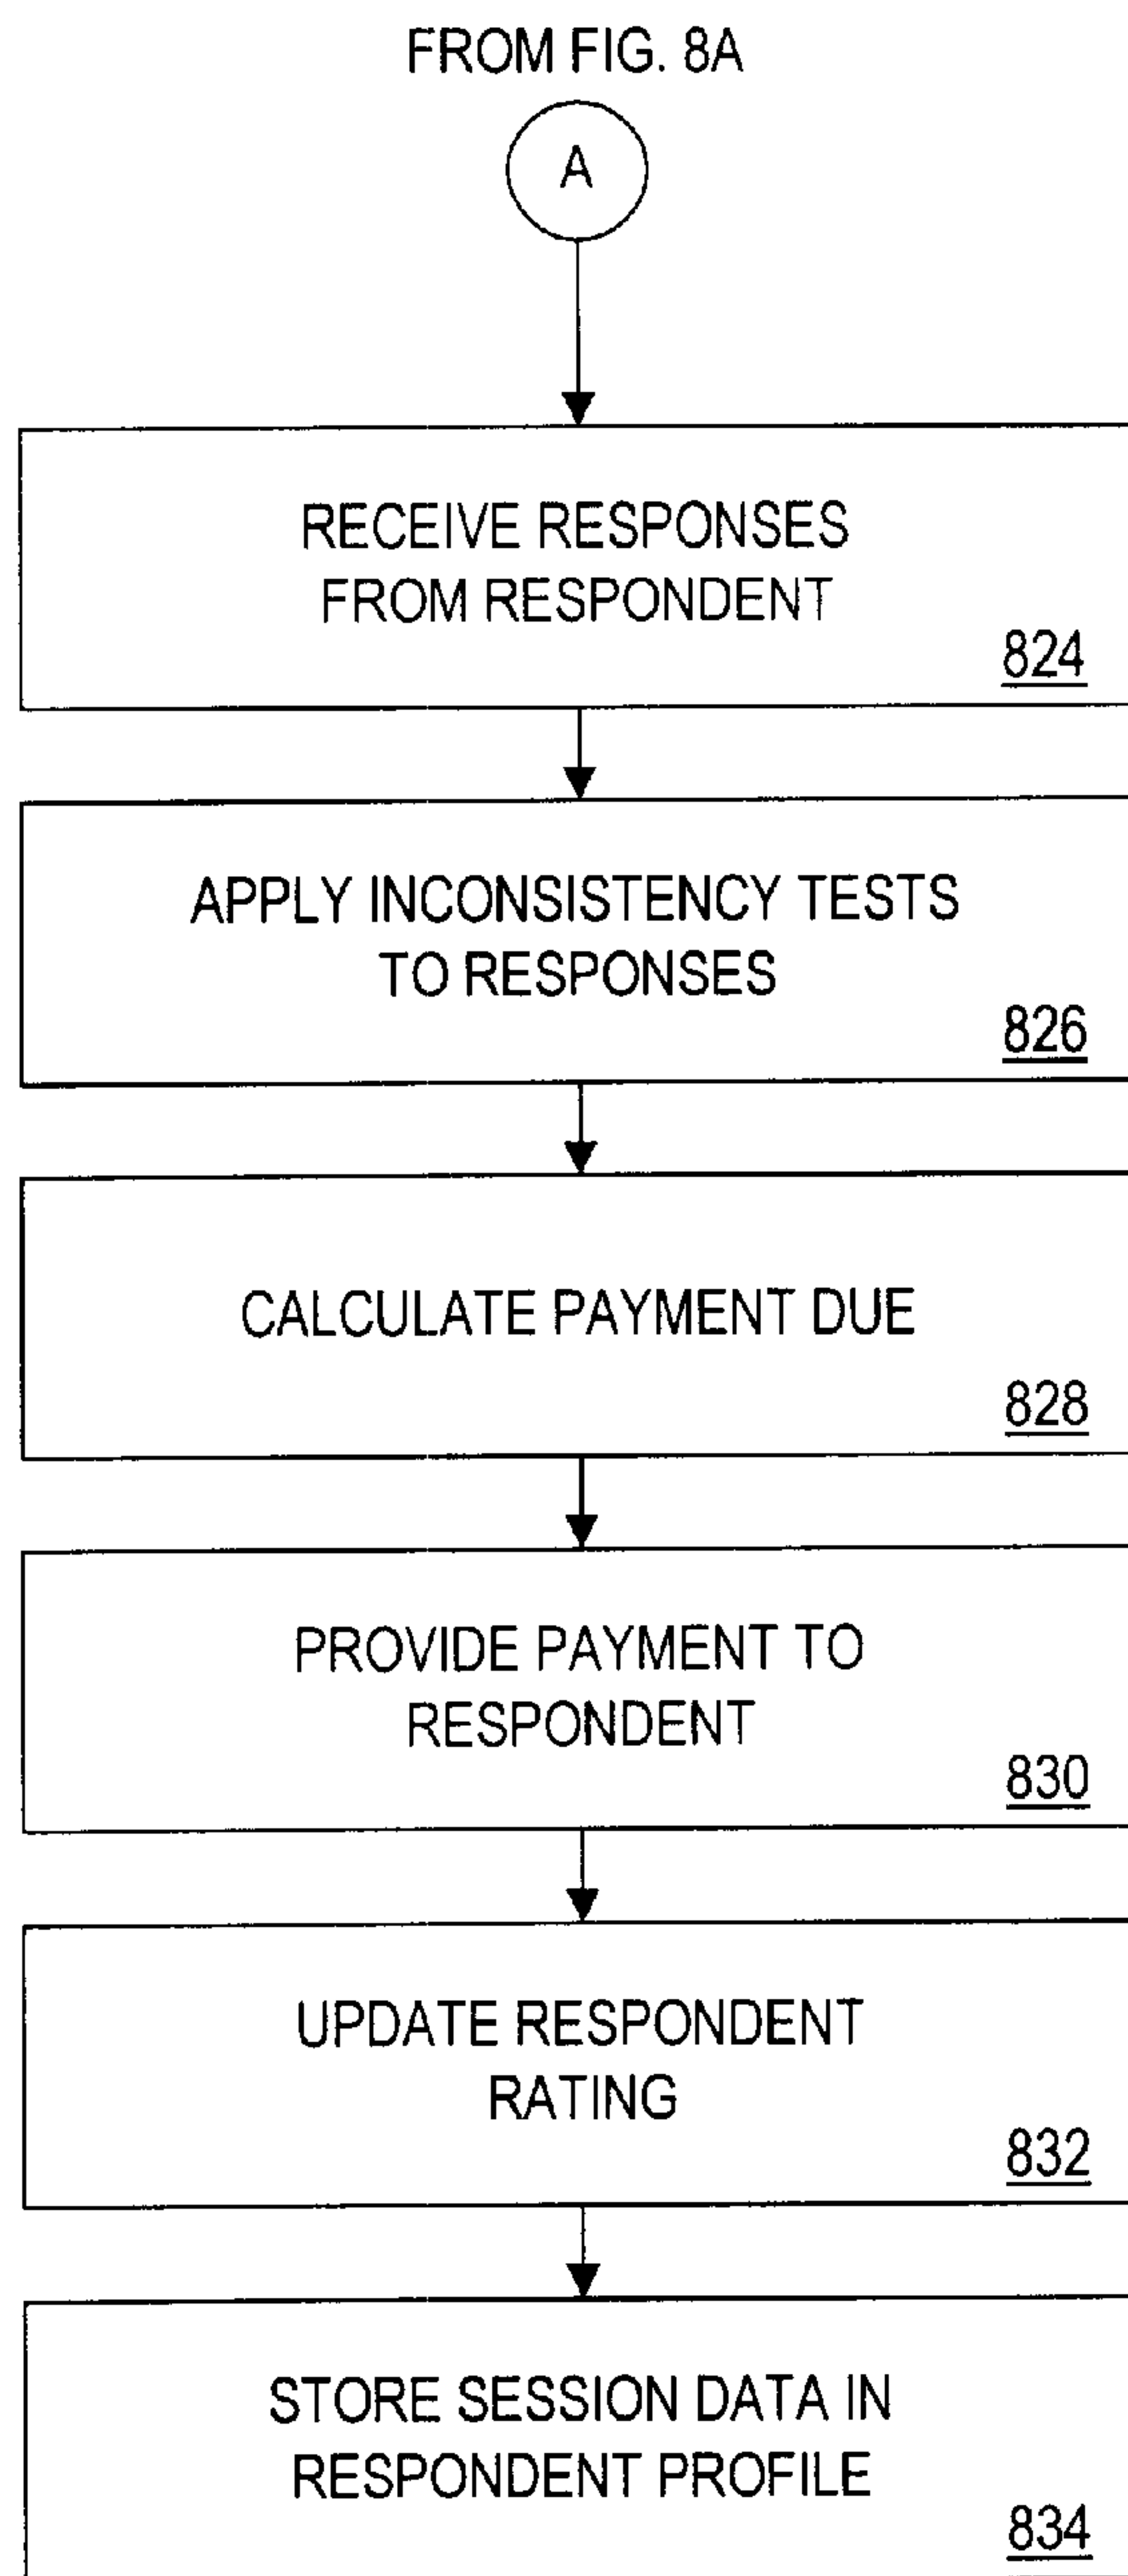 FROM FIG. 8A
A
RECEIVE RESPONSES
FROM RESPONDENT
824
APPLY INCONSISTENCY TESTS
TO RESPONSES
826
CALCULATE PAYMENT DUE
828
PROVIDE PAYMENT TO
RESPONDENT
830
UPDATE RESPONDENT
RATING
832
STORE SESSION DATA IN
RESPONDENT PROFILE
834